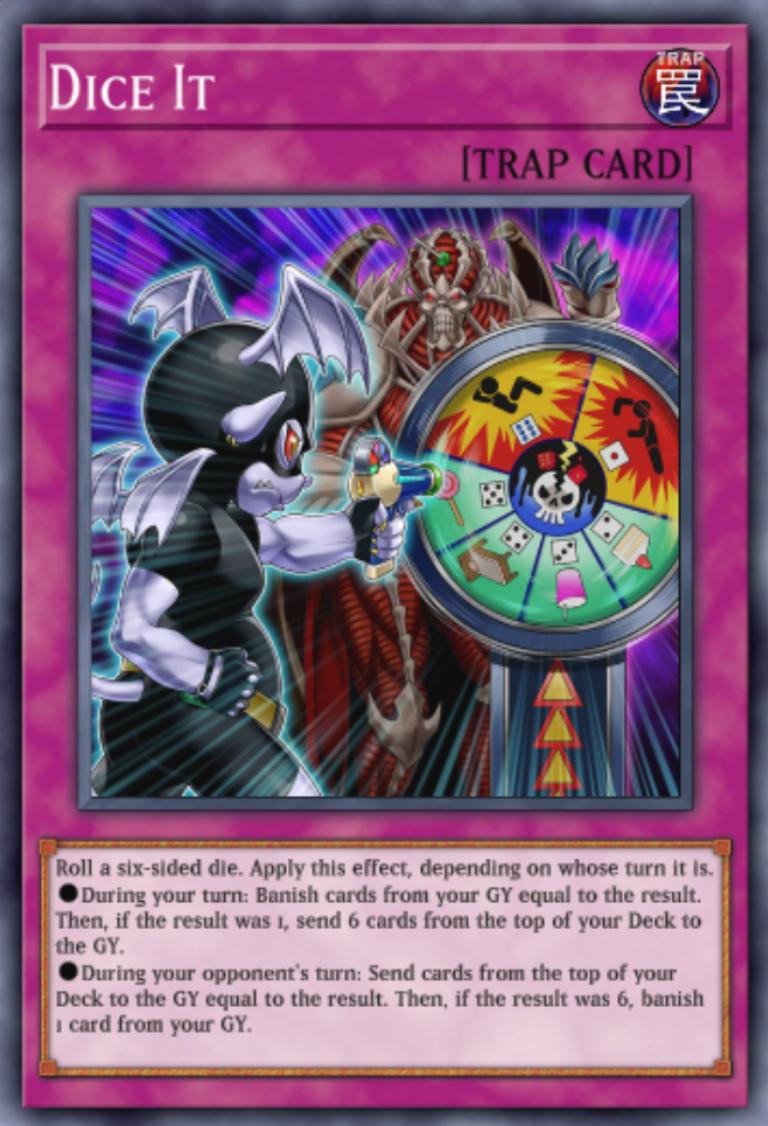 Dice It
TRAP
罠
[TRAP CARD]
Roll a six-sided die. Apply this effect, depending on whose turn it is.
●During your turn: Banish cards from your GY equal to the result.
Then, if the result was 1, send 6 cards from the top of your Deck to
the GY.
●During your opponent's turn: Send cards from the top of your
Deck to the GY equal to the result. Then, if the result was 6, banish
1 card from your GY.